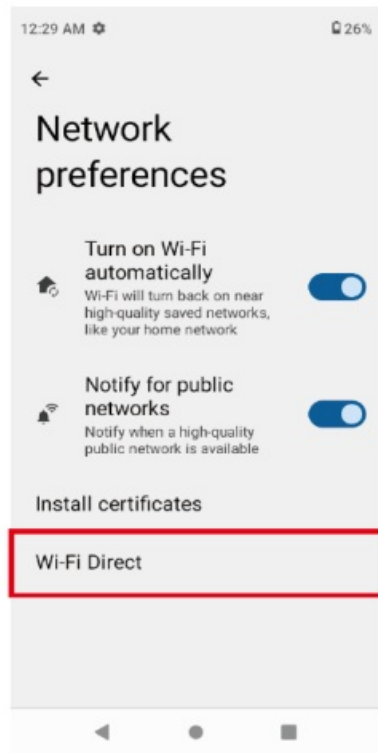 12:29 AM 26%
Network
preferences
Turn on Wi-Fi
automatically
Wi-Fi will turn back on near
high-quality saved networks,
like your home network
Notify for public
networks
Notify when a high-quality
public network is available
Install certificates
Wi-Fi Direct